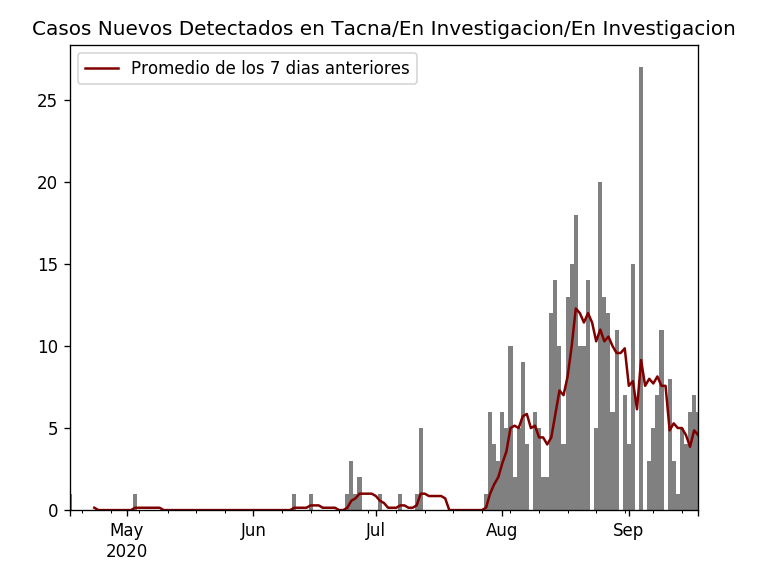 Casos Nuevos Detectados en Tacna/En Investigacion/En Investigacion
Promedio de los 7 dias anteriores
25
20
15
10
5
0
May Jun Jul Aug Sep
2020